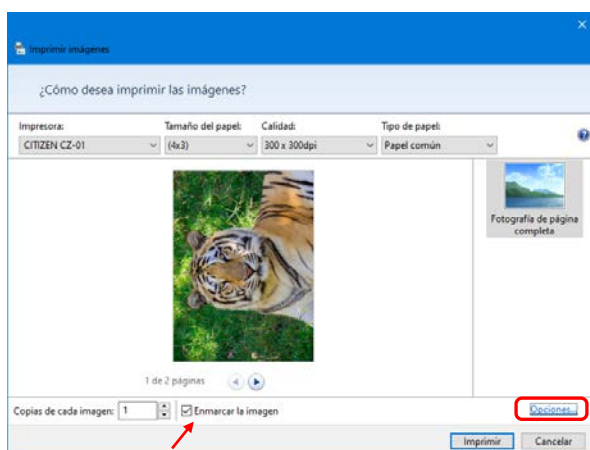 Imprimir imágenes
¿Cómo desea imprimir las imágenes?
Impresora: Tamaño del papel: Calidad: Tipo de papel:
CITIZEN CZ-01 (4x3) 300 x 300dpi Papel común
Fotografía de página
completa
1 de 2 páginas
Copias de cada imagen: 1 Enmarcar la imagen Opciones...
Imprimir Cancelar